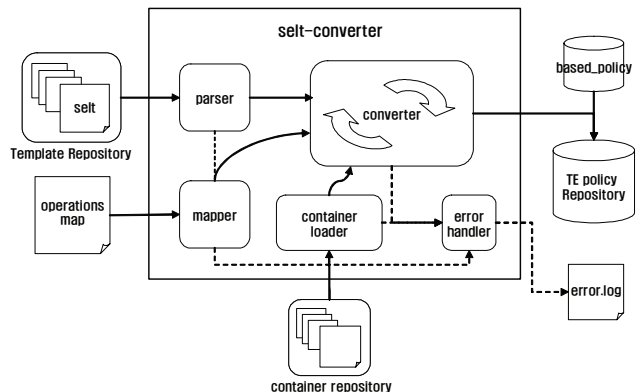 selt-converter
based_policy
parser
converter
selt
Template Repository
TE policy
Repository
operations
map
mapper
container
loader
error
handler
error.log
container repository